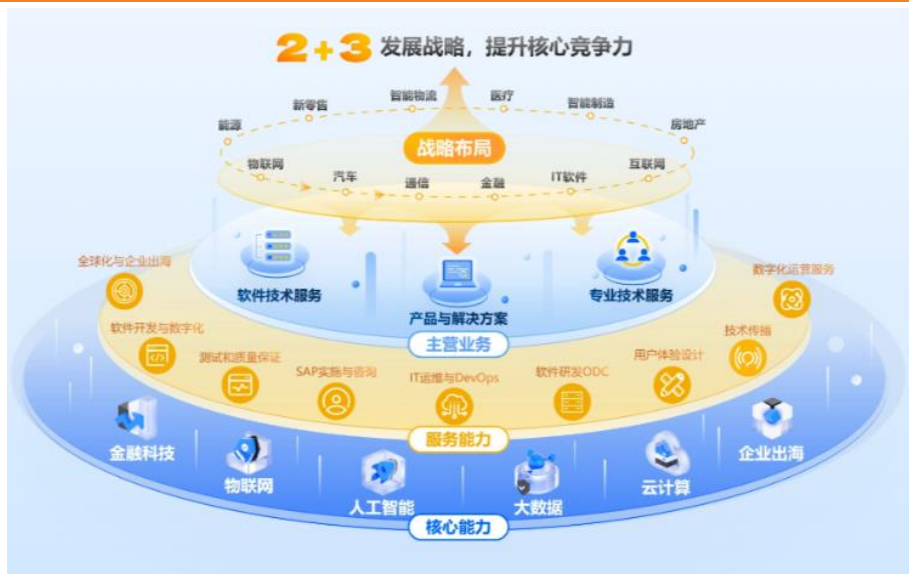 2+3 发展战略，提升核心竞争力
智能物流
医疗
新零售
智能制造
能源
房地产
战略布局
物联网
汽车
通信
金融
IT软件
互联网
全球化与企业出海
软件技术服务
产品与解决方案
专业技术服务
数字化运营服务
主营业务
软件开发与数字化
测试和质量保证
SAP实施与咨询
IT运维与DevOps
软件研发ODC
用户体验设计
技术传播
服务能力
金融科技
物联网
人工智能
大数据
云计算
企业出海
核心能力